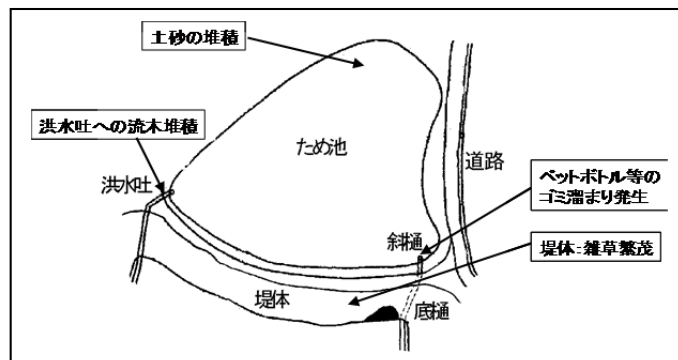 土砂の堆積
洪水吐への流木堆積
ため池
道路
洪水吐
ペットボトル等の
ゴミ溜まり発生
斜樋
堤体：雑草繁茂
堤体
底樋